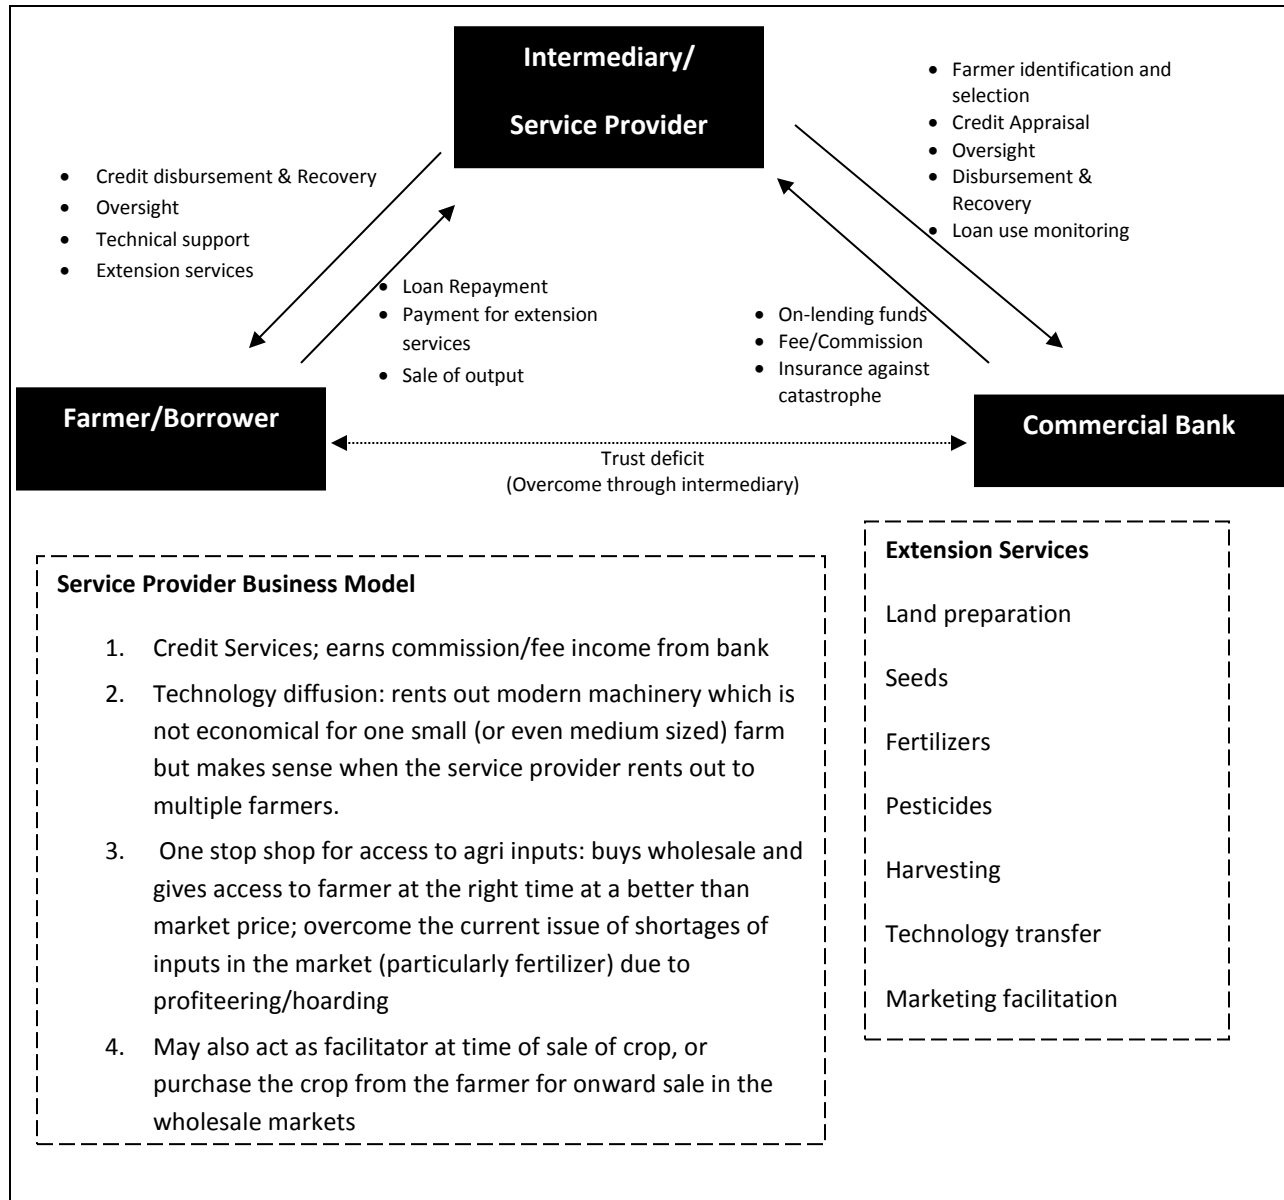 Intermediary/
Service Provider
• Farmer identification and
selection
• Credit Appraisal
• Oversight
• Disbursement &
Recovery
• Loan use monitoring
• Credit disbursement & Recovery
• Oversight
• Technical support
• Extension services
• Loan Repayment
• Payment for extension
services
• Sale of output
• On-lending funds
• Fee/Commission
• Insurance against
catastrophe
Farmer/Borrower
Commercial Bank
Trust deficit
(Overcome through intermediary)
Service Provider Business Model
1. Credit Services; earns commission/fee income from bank
2. Technology diffusion: rents out modern machinery which is
not economical for one small (or even medium sized) farm
but makes sense when the service provider rents out to
multiple farmers.
3. One stop shop for access to agri inputs: buys wholesale and
gives access to farmer at the right time at a better than
market price; overcome the current issue of shortages of
inputs in the market (particularly fertilizer) due to
profiteering/hoarding
4. May also act as facilitator at time of sale of crop, or
purchase the crop from the farmer for onward sale in the
wholesale markets
Extension Services
Land preparation
Seeds
Fertilizers
Pesticides
Harvesting
Technology transfer
Marketing facilitation